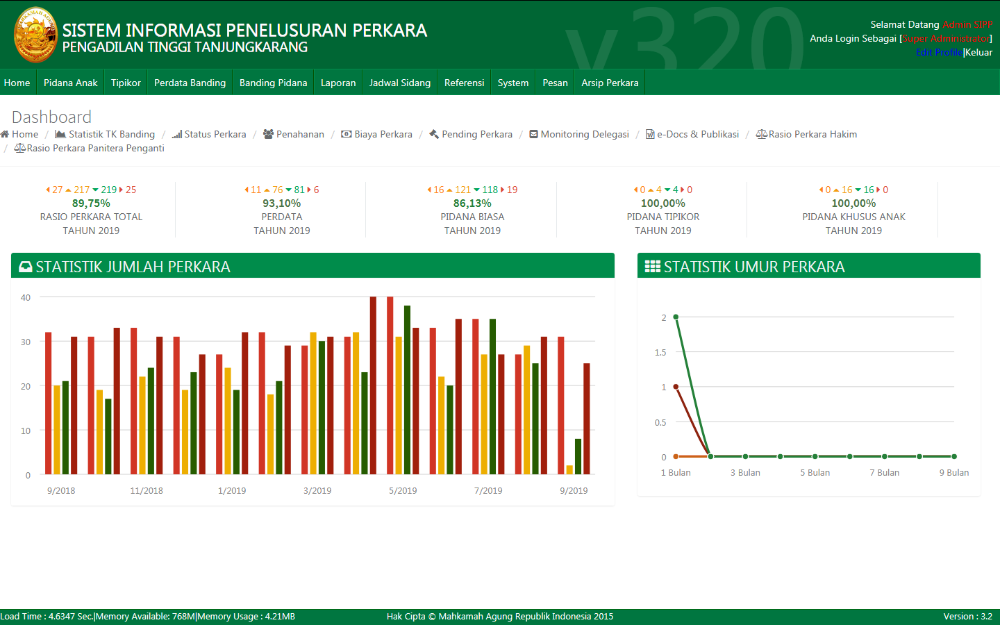 SISTEM INFORMASI PENELUSURAN PERKARA
PENGADILAN TINGGI TANJUNGKARANG
v320
Selamat Datang Admin SIPP
Anda Login Sebagai [Super Administrator]
Edit Profile|Keluar
Home Pidana Anak Tipikor Perdata Banding Banding Pidana Laporan Jadwal Sidang Referensi System Pesan Arsip Perkara
Dashboard
Home / Statistik TK Banding / Status Perkara / Penahanan / Biaya Perkara / Pending Perkara / Monitoring Delegasi / e-Docs & Publikasi / Rasio Perkara Hakim
/ Rasio Perkara Panitera Penganti
27 217 219 25
89,75%
RASIO PERKARA TOTAL
TAHUN 2019
11 76 81 6
93,10%
PERDATA
TAHUN 2019
16 121 118 19
86,13%
PIDANA BIASA
TAHUN 2019
0 4 4 0
100,00%
PIDANA TIPIKOR
TAHUN 2019
0 16 16 0
100,00%
PIDANA KHUSUS ANAK
TAHUN 2019
STATISTIK JUMLAH PERKARA
40
30
20
10
0
9/2018 11/2018 1/2019 3/2019 5/2019 7/2019 9/2019
STATISTIK UMUR PERKARA
2
1.5
1
0.5
0
1 Bulan 3 Bulan 5 Bulan 7 Bulan 9 Bulan
Load Time : 4.6347 Sec.|Memory Available: 768M|Memory Usage : 4.21MB
Hak Cipta © Mahkamah Agung Republik Indonesia 2015
Version : 3.2